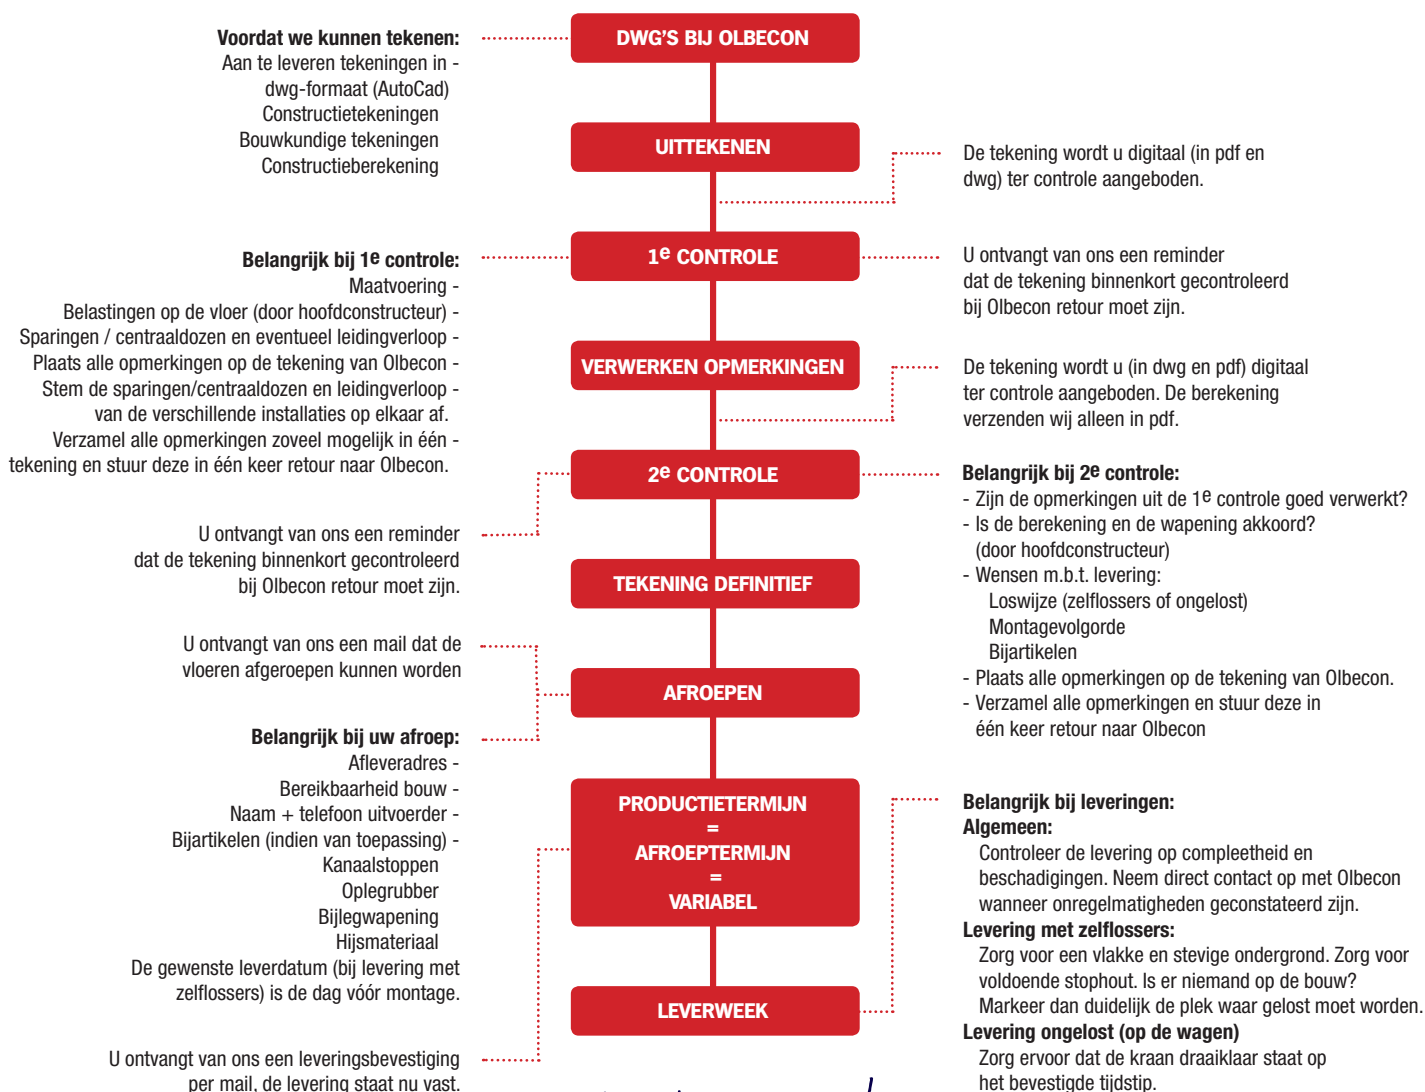 DWG'S BIJ OLBECON
Voordat we kunnen tekenen:
Aan te leveren tekeningen in -
dwg-formaat (AutoCad)
Constructietekeningen
Bouwkundige tekeningen
Constructieberekening
UITTEKENEN
De tekening wordt u digitaal (in pdf en
dwg) ter controle aangeboden.
1e CONTROLE
Belangrijk bij 1e controle:
Maatvoering -
Belastingen op de vloer (door hoofdconstructeur) -
Sparingen / centraaldozen en eventueel leidingverloop -
Plaats alle opmerkingen op de tekening van Olbecon -
Stem de sparingen/centraaldozen en leidingverloop -
van de verschillende installaties op elkaar af.
Verzamel alle opmerkingen zoveel mogelijk in één -
tekening en stuur deze in één keer retour naar Olbecon.
U ontvangt van ons een reminder
dat de tekening binnenkort gecontroleerd
bij Olbecon retour moet zijn.
VERWERKEN OPMERKINGEN
De tekening wordt u (in dwg en pdf) digitaal
ter controle aangeboden. De berekening
verzenden wij alleen in pdf.
2e CONTROLE
U ontvangt van ons een reminder
dat de tekening binnenkort gecontroleerd
bij Olbecon retour moet zijn.
Belangrijk bij 2e controle:
- Zijn de opmerkingen uit de 1e controle goed verwerkt?
- Is de berekening en de wapening akkoord?
(door hoofdconstructeur)
- Wensen m.b.t. levering:
Loswijze (zelflossers of ongelost)
Montagevolgorde
Bijartikelen
- Plaats alle opmerkingen op de tekening van Olbecon.
- Verzamel alle opmerkingen en stuur deze in
één keer retour naar Olbecon
TEKENING DEFINITIEF
U ontvangt van ons een mail dat de
vloeren afgeroepen kunnen worden
AFROEPEN
Belangrijk bij uw afroep:
Afleveradres -
Bereikbaarheid bouw -
Naam + telefoon uitvoerder -
Bijartikelen (indien van toepassing) -
Kanaalstoppen
Oplegrubber
Bijlegwapening
Hijsmateriaal
De gewenste leverdatum (bij levering met
zelflossers) is de dag vóór montage.
PRODUCTIETERMIJN
=
AFROEPTERMIJN
=
VARIABEL
U ontvangt van ons een leveringsbevestiging
per mail, de levering staat nu vast.
LEVERWEEK
Belangrijk bij leveringen:
Algemeen:
Controleer de levering op compleetheid en
beschadigingen. Neem direct contact op met Olbecon
wanneer onregelmatigheden geconstateerd zijn.
Levering met zelflossers:
Zorg voor een vlakke en stevige ondergrond. Zorg voor
voldoende stophout. Is er niemand op de bouw?
Markeer dan duidelijk de plek waar gelost moet worden.
Levering ongelost (op de wagen)
Zorg ervoor dat de kraan draaiklaar staat op
het bevestigde tijdstip.